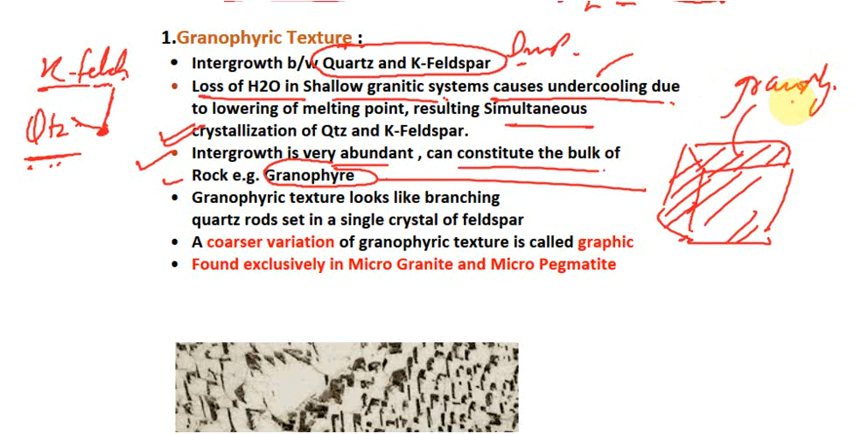 1.Granophyric Texture :
Imp.
• Intergrowth b/w Quartz and K-Feldspar
• Loss of H2O in Shallow granitic systems causes undercooling due
to lowering of melting point, resulting Simultaneous
crystallization of Qtz and K-Feldspar.
• Intergrowth is very abundant , can constitute the bulk of
Rock e.g. Granophyre
• Granophyric texture looks like branching
quartz rods set in a single crystal of feldspar
• A coarser variation of granophyric texture is called graphic
• Found exclusively in Micro Granite and Micro Pegmatite
Qtz